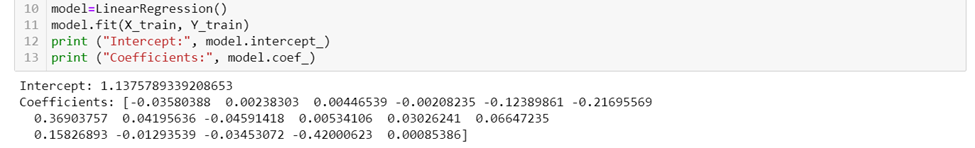 10 model=LinearRegression()
11 model.fit(X_train, Y_train)
12 print ("Intercept:", model.intercept_)
13 print ("Coefficients:", model.coef_)
Intercept: 1.1375789339208653
Coefficients: [-0.03580388 0.00238303 0.00446539 -0.00208235 -0.12389861 -0.21695569
0.36903757 0.04195636 -0.04591418 0.00534106 0.03026241 0.06647235
0.15826893 -0.01293539 -0.03453072 -0.42000623 0.00085386]